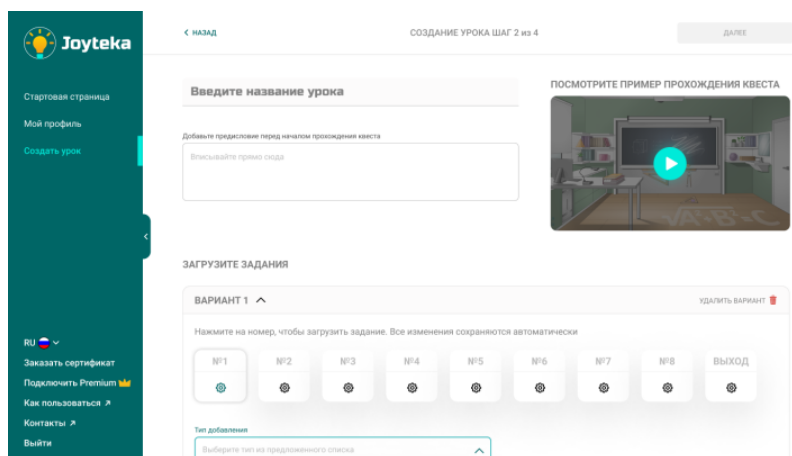 Joyteka
Стартовая страница
Мой профиль
Создать урок
RU
Заказать сертификат
Подключить Premium
Как пользоваться
Контакты
Выйти
НАЗАД
СОЗДАНИЕ УРОКА ШАГ 2 из 4
ДАЛЕЕ
Введите название урока
Добавьте предисловие перед началом прохождения квеста
Вписывайте прямо сюда
ПОСМОТРИТЕ ПРИМЕР ПРОХОЖДЕНИЯ КВЕСТА
ЗАГРУЗИТЕ ЗАДАНИЯ
ВАРИАНТ 1
УДАЛИТЬ ВАРИАНТ
Нажмите на номер, чтобы загрузить задание. Все изменения сохраняются автоматически
№1 №2 №3 №4 №5 №6 №7 №8 ВЫХОД
Тип добавления
Выберите тип из предложенного списка